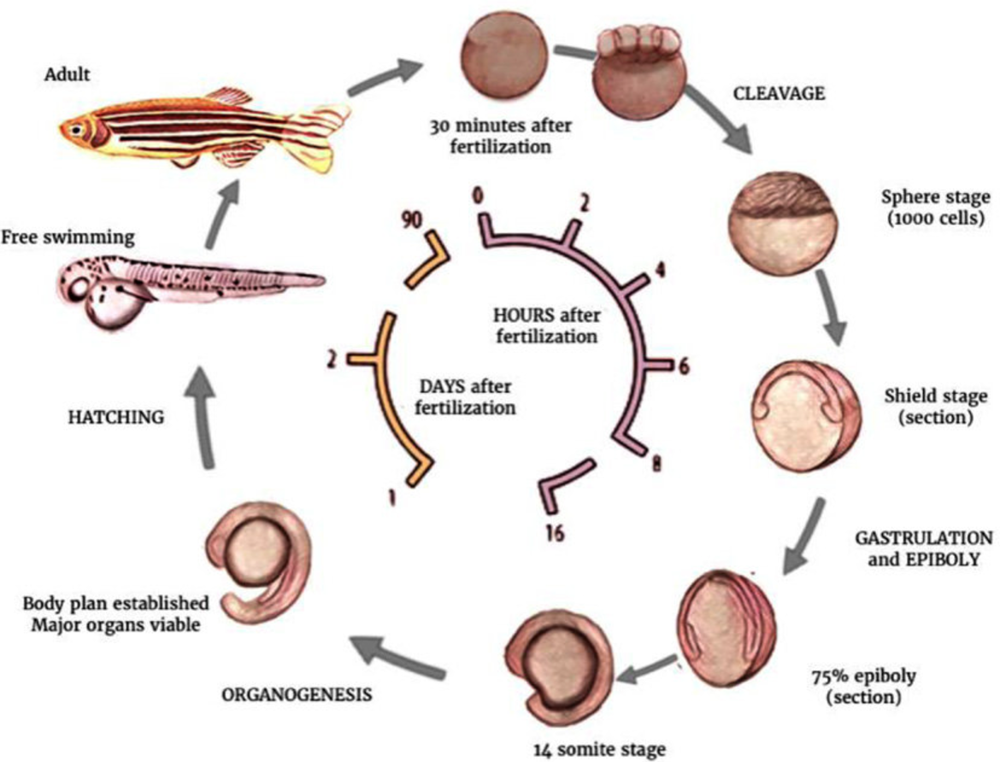 Adult
30 minutes after
fertilization
CLEAVAGE
Sphere stage
(1000 cells)
Free swimming
90
0
2
4
HOURS after
fertilization
6
2
DAYS after
fertilization
8
1
16
Shield stage
(section)
HATCHING
GASTRULATION
and EPIBOLY
Body plan established
Major organs viable
75% epiboly
(section)
ORGANOGENESIS
14 somite stage